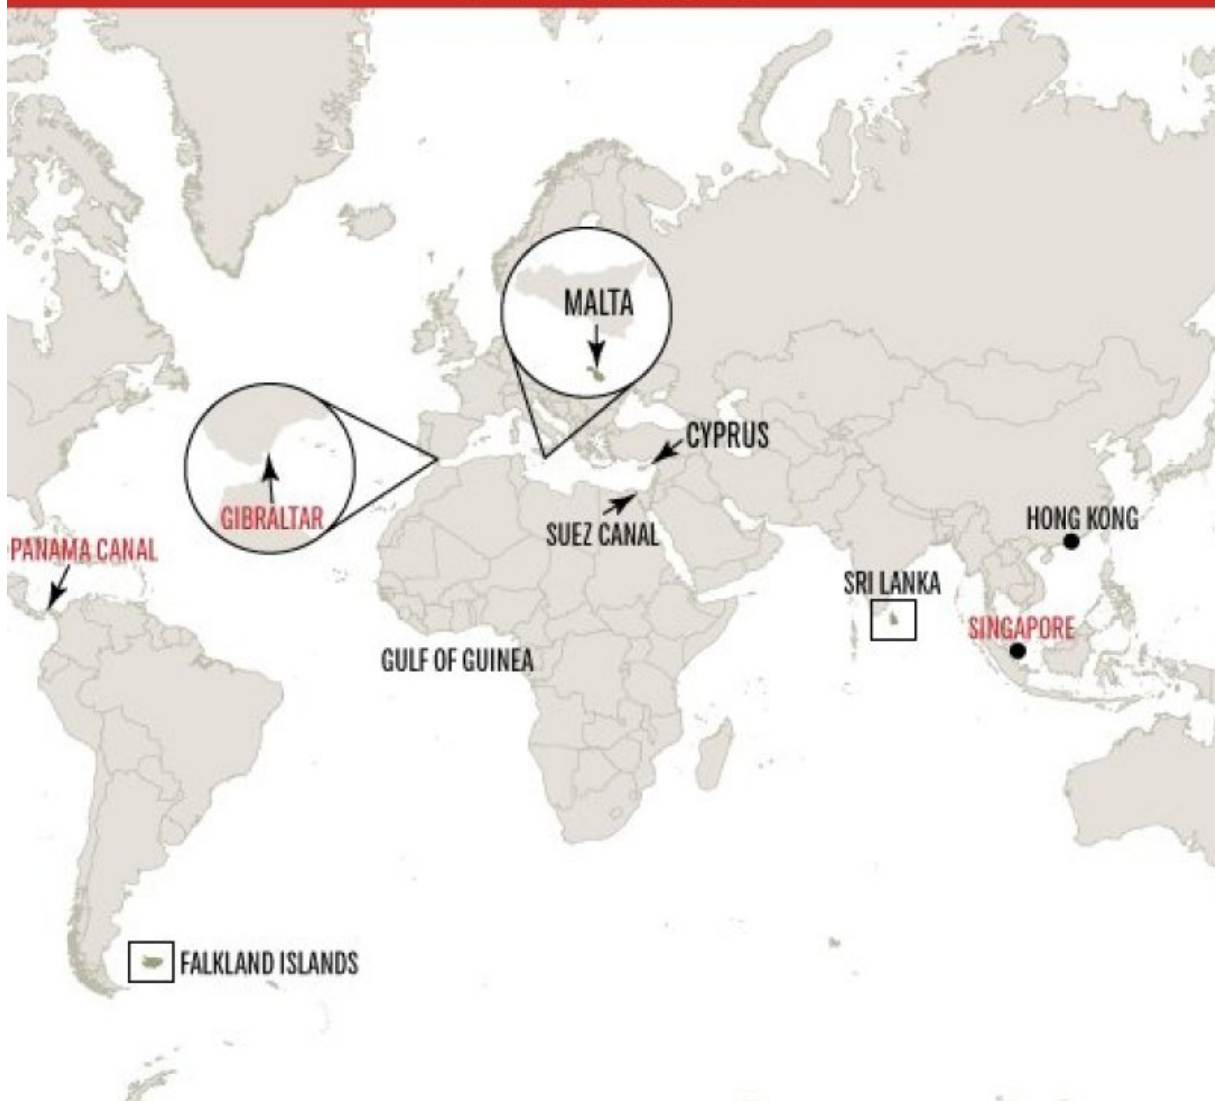 MALTA
CYPRUS
GIBRALTAR
SUEZ CANAL
HONG KONG
PANAMA CANAL
SRI LANKA
SINGAPORE
GULF OF GUINEA
FALKLAND ISLANDS